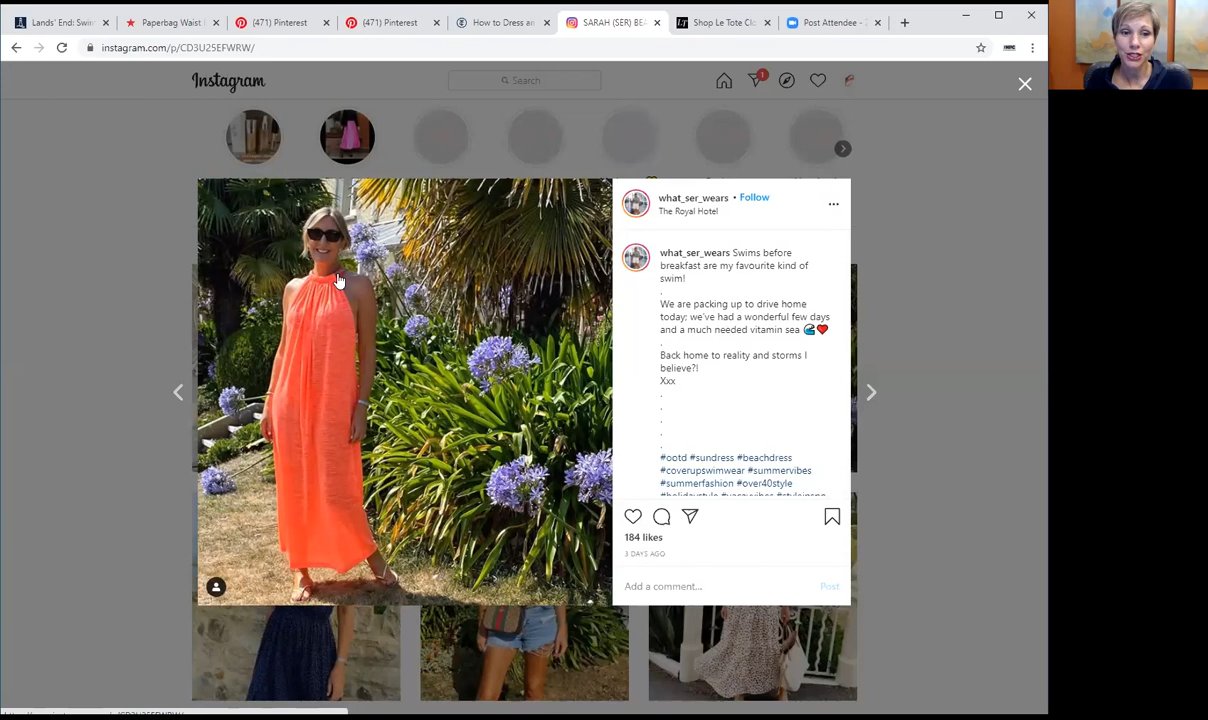 Lands' End: Swim
Paperbag Waist
(471) Pinterest
(471) Pinterest
How to Dress an
SARAH (SER) BEA
LT
Shop Le Tote Clo
Post Attendee - Z
instagram.com/p/CD3U25EFWRW/
Instagram
Search
1
what_ser_wears • Follow
The Royal Hotel
what_ser_wears Swims before
breakfast are my favourite kind of
swim!
.
We are packing up to drive home
today; we've had a wonderful few days
and a much needed vitamin sea 🌊❤️
.
Back home to reality and storms I
believe?!
Xxx
.
.
.
.
.
#ootd #sundress #beachdress
#coverupswimwear #summervibes
#summerfashion #over40style
184 likes
3 DAYS AGO
Add a comment...
Post